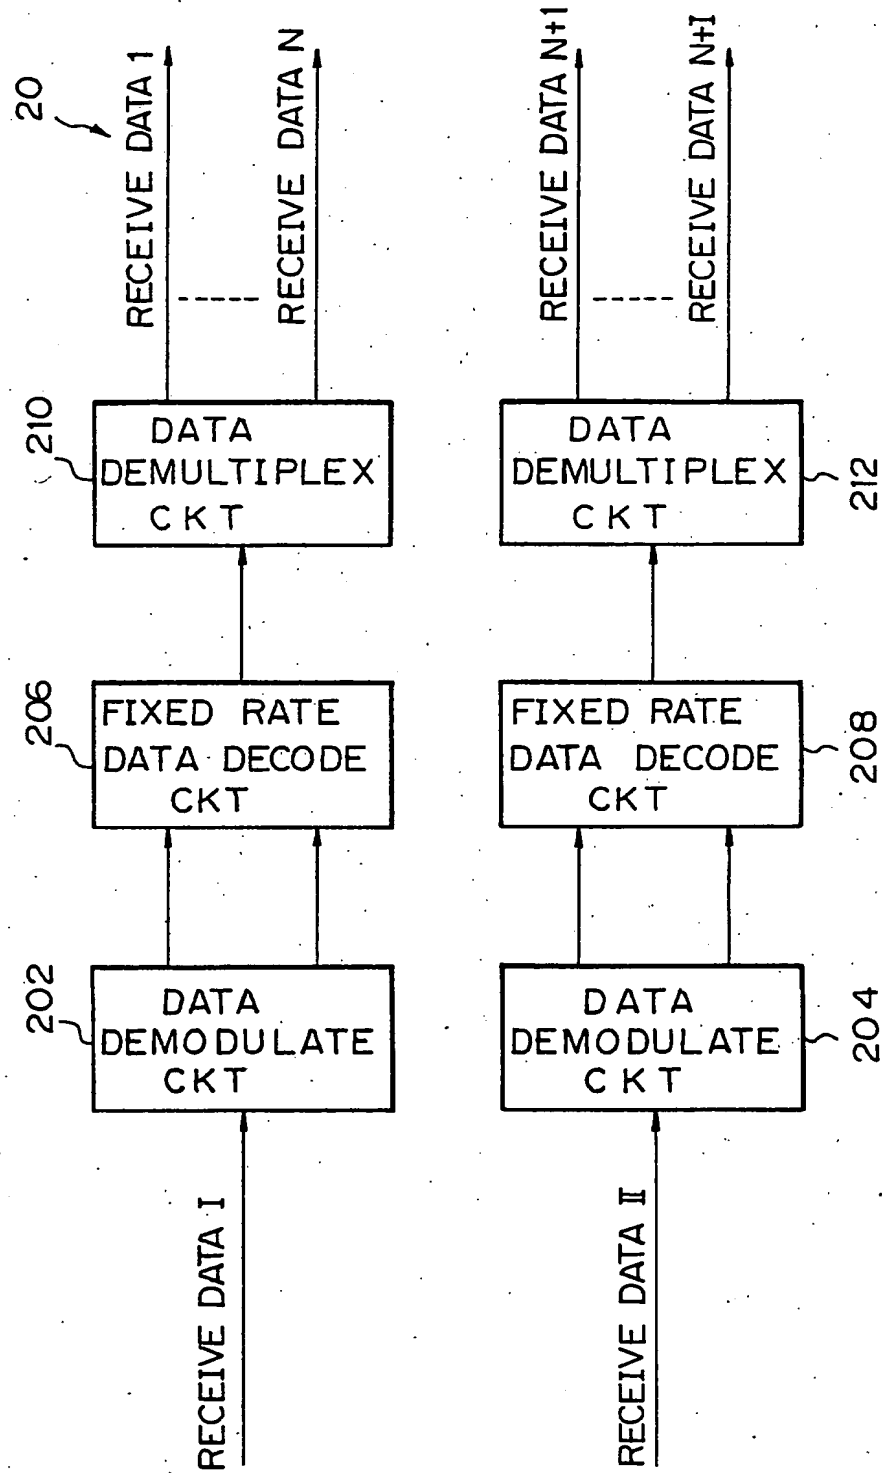 20
RECEIVE DATA I
202
DATA
DEMODULATE
CKT
206
FIXED RATE
DATA DECODE
CKT
210
DATA
DEMULTIPLEX
CKT
RECEIVE DATA 1
RECEIVE DATA N
RECEIVE DATA II
DATA
DEMODULATE
CKT
204
FIXED RATE
DATA DECODE
CKT
208
DATA
DEMULTIPLEX
CKT
212
RECEIVE DATA N+1
RECEIVE DATA N+I